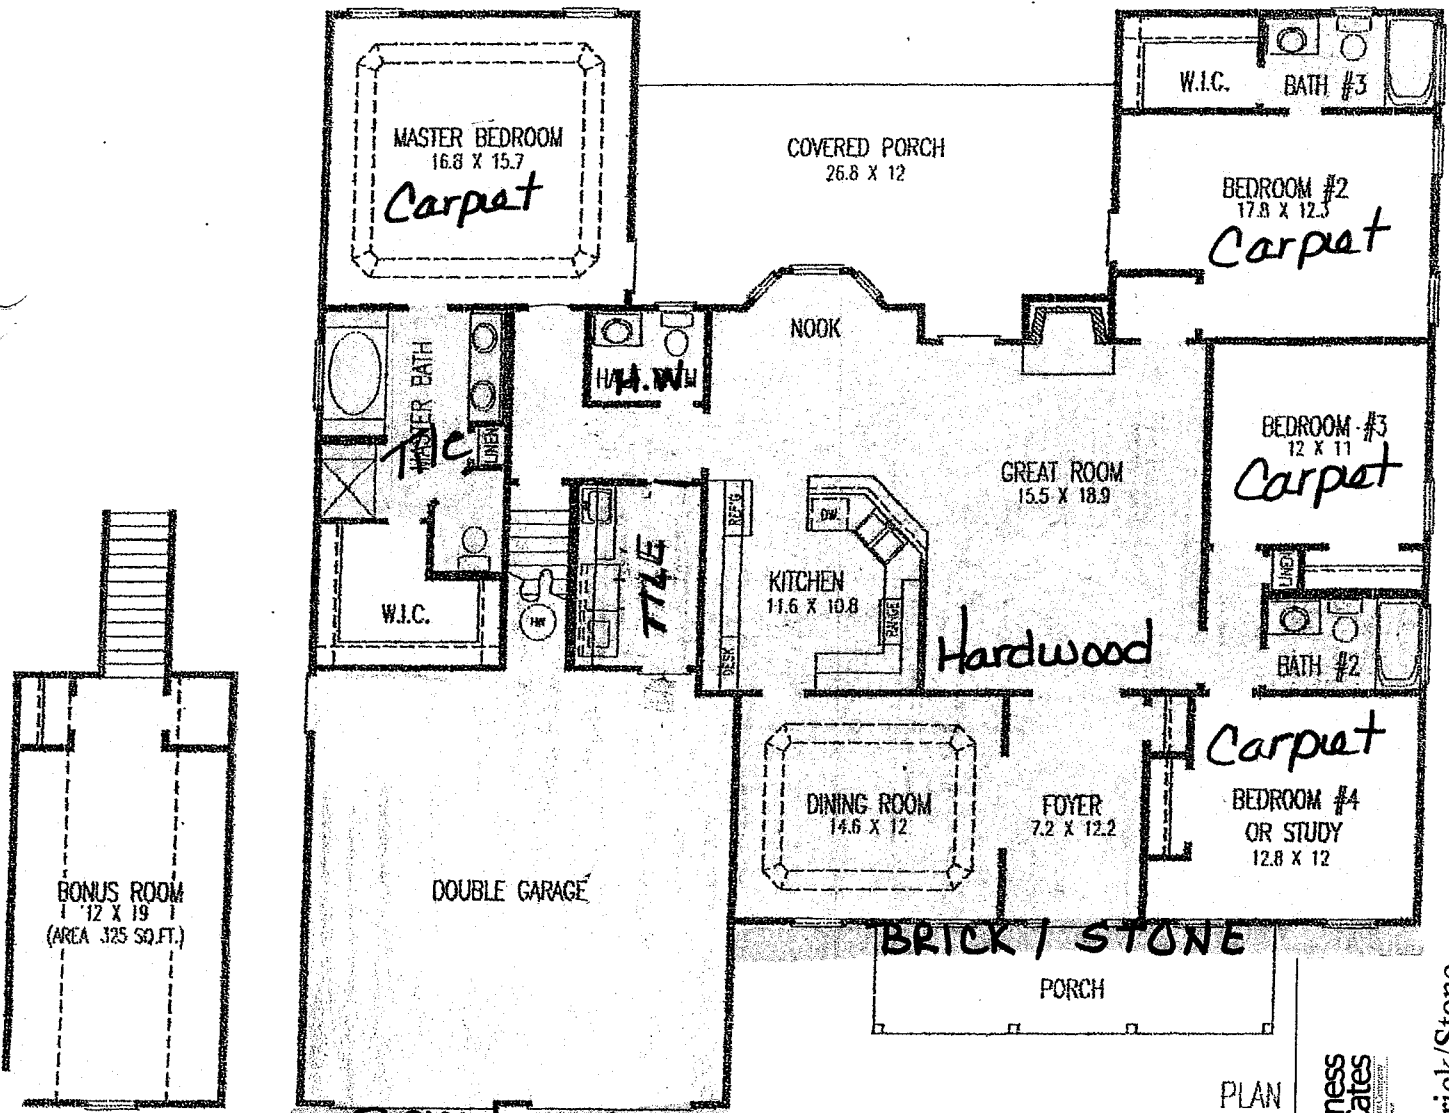 W.I.C.
BATH #3
MASTER BEDROOM
16.8 X 15.7
Carpet
COVERED PORCH
26.8 X 12
BEDROOM #2
17.8 X 12.3
Carpet
NOOK
MASTER BATH
Tile
LINEN
H.W
GREAT ROOM
15.5 X 18.9
BEDROOM #3
12 X 11
Carpet
REF'G
DW.
TILE
KITCHEN
11.6 X 10.8
RANGE
DESK
W.I.C.
HW
Hardwood
LINEN
BATH #2
Carpet
BEDROOM #4
OR STUDY
12.8 X 12
DINING ROOM
14.6 X 12
FOYER
7.2 X 12.2
BONUS ROOM
12 X 19
(AREA 325 SQ.FT.)
DOUBLE GARAGE
BRICK / STONE
PORCH
PLAN